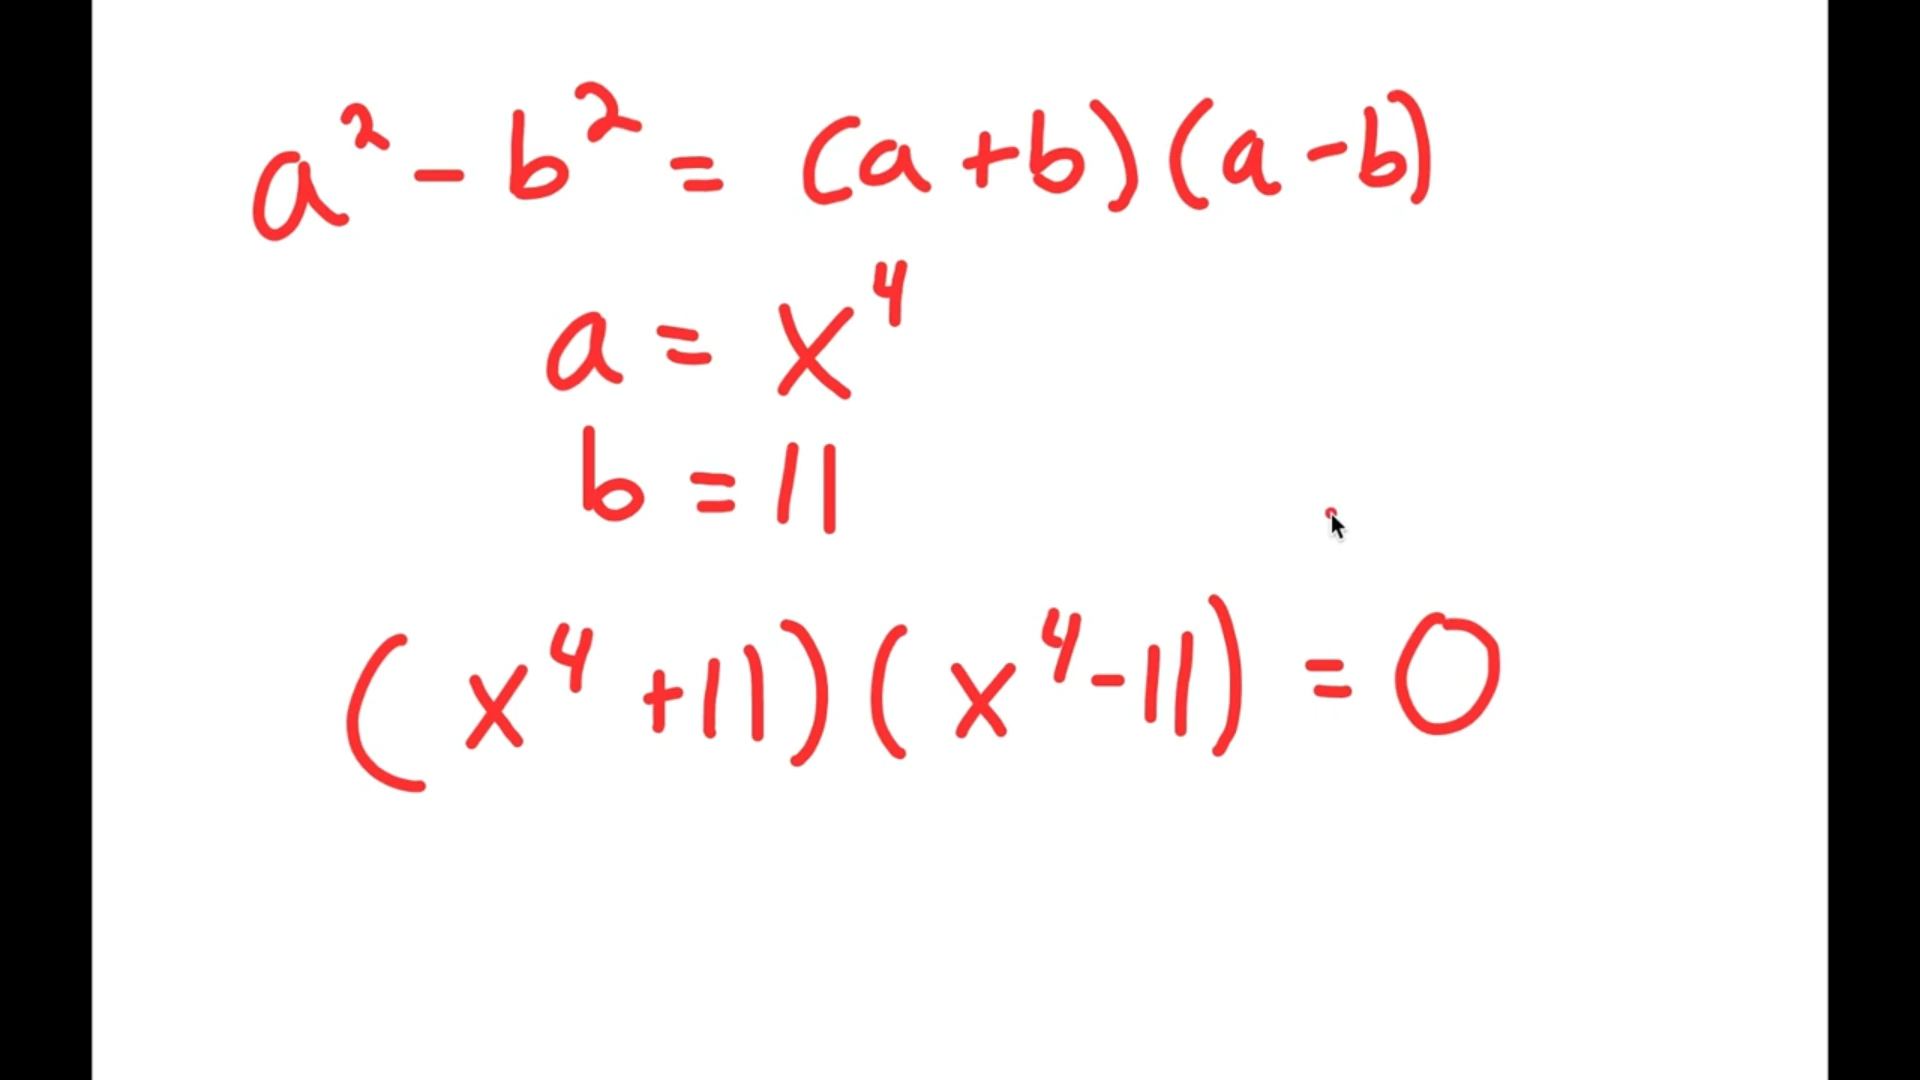 a² - b² = (a + b)(a - b)
a = x⁴
b = 11
(x⁴ + 11)(x⁴ - 11) = 0